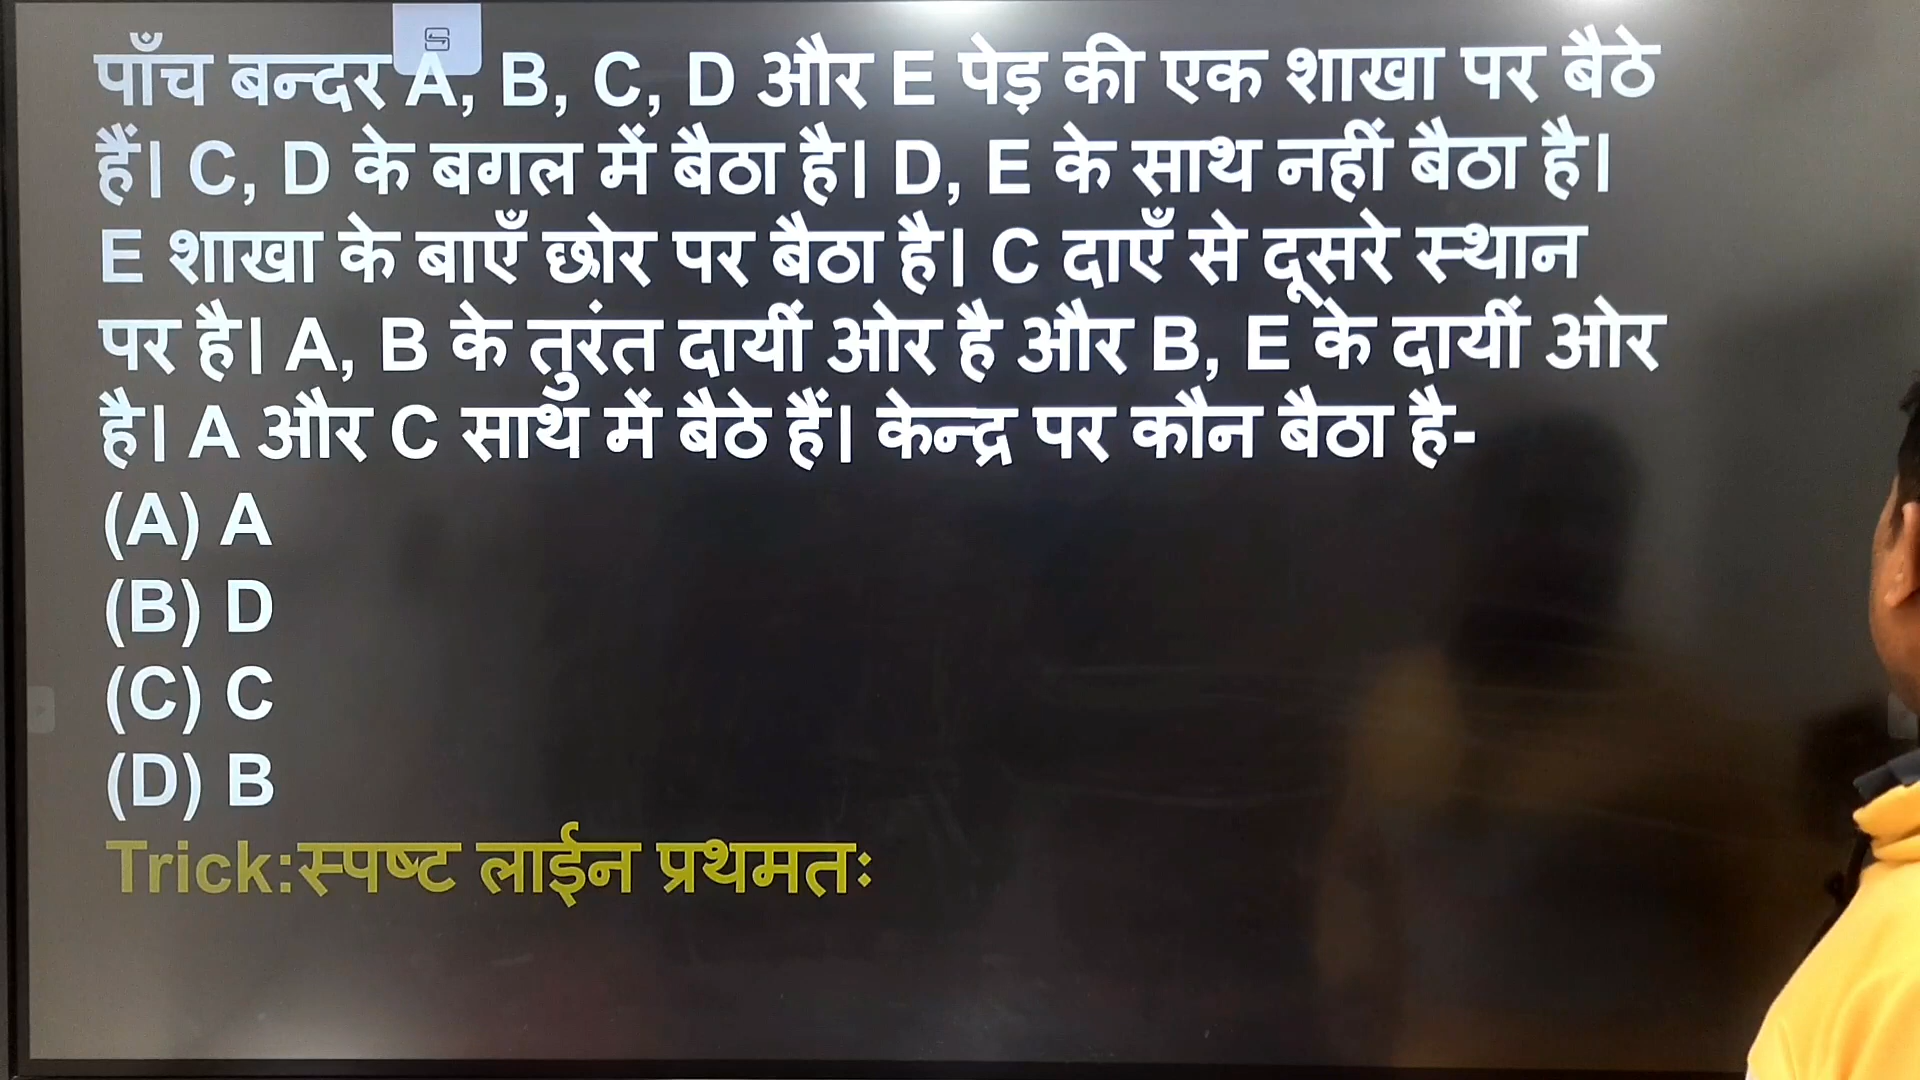 पाँच बन्दर A, B, C, D और E पेड़ की एक शाखा पर बैठे
हैं। C, D के बगल में बैठा है। D, E के साथ नहीं बैठा है।
E शाखा के बाएँ छोर पर बैठा है। C दाएँ से दूसरे स्थान
पर है। A, B के तुरंत दायीं ओर है और B, E के दायीं ओर
है। A और C साथ में बैठे हैं। केन्द्र पर कौन बैठा है-
(A) A
(B) D
(C) C
(D) B
Trick:स्पष्ट लाईन प्रथमतः